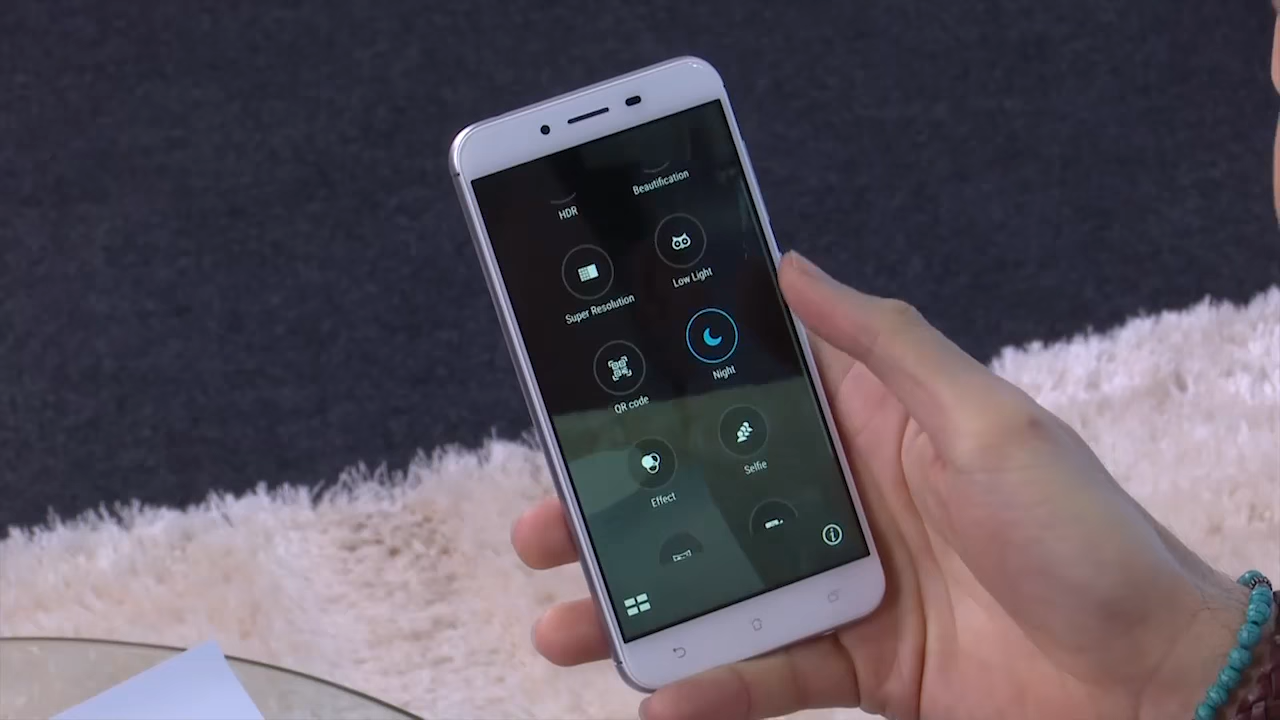 Beautification
HDR
Low Light
Super Resolution
Night
QR code
Selfie
Effect